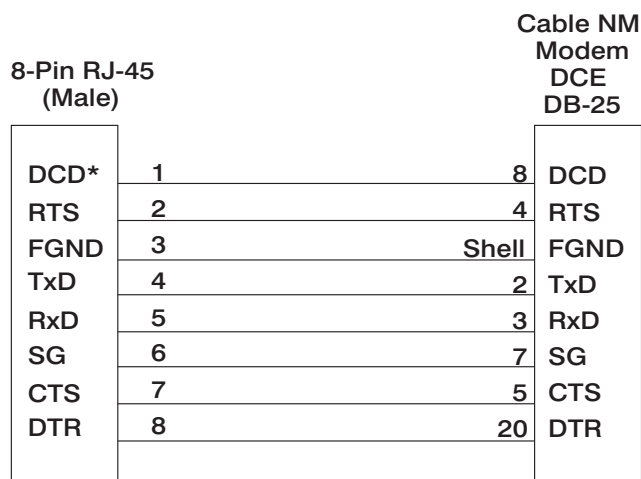 8-Pin RJ-45
(Male)
Cable NM
Modem
DCE
DB-25
DCD* 1 8 DCD
RTS 2 4 RTS
FGND 3 Shell FGND
TxD 4 2 TxD
RxD 5 3 RxD
SG 6 7 SG
CTS 7 5 CTS
DTR 8 20 DTR